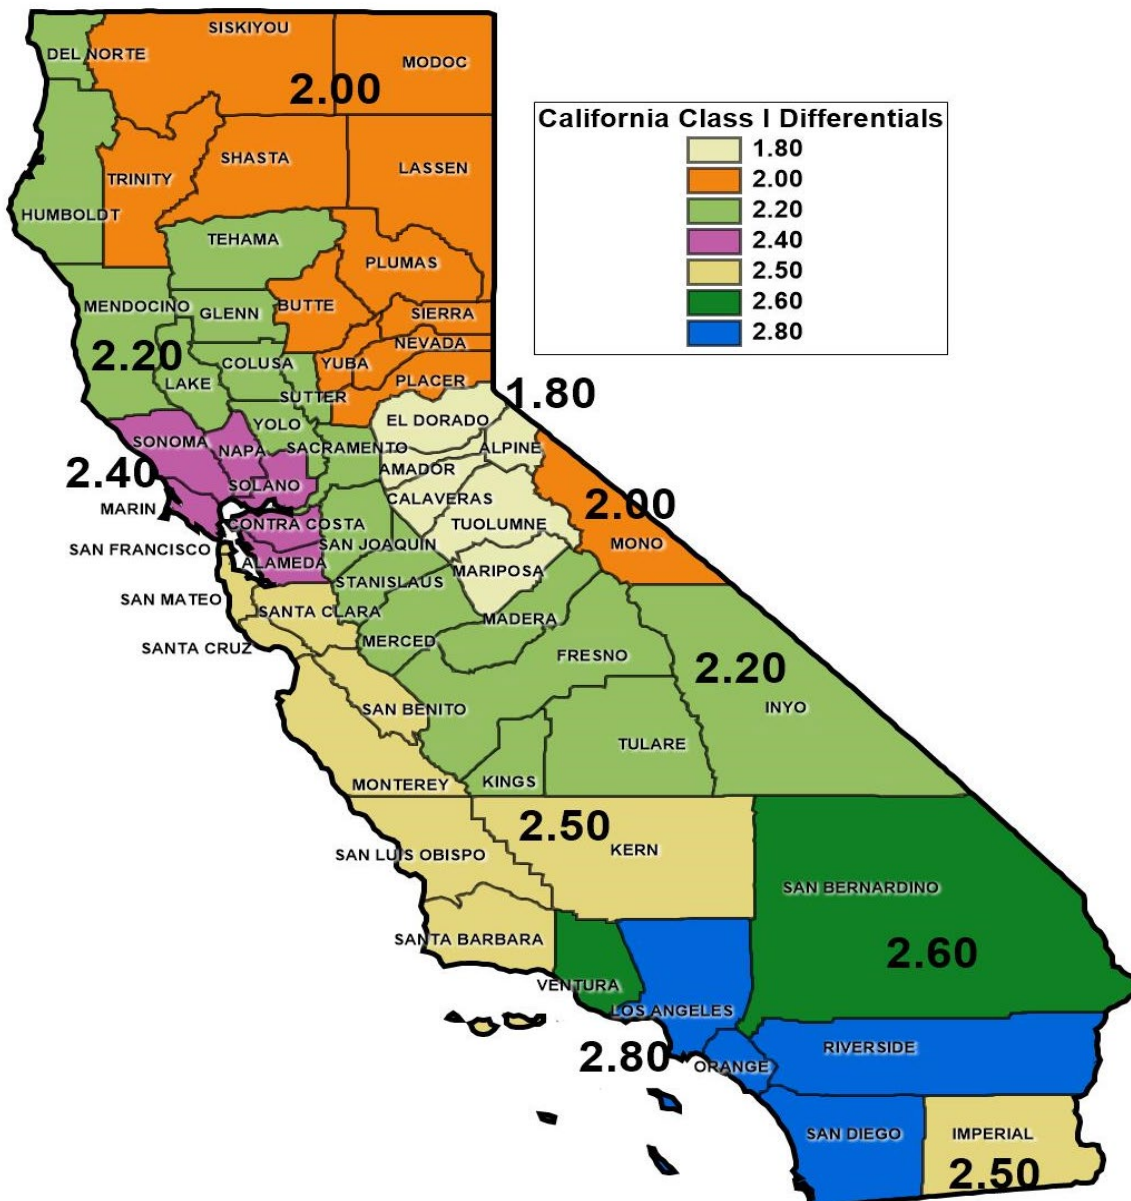 SISKIYOU
DEL NORTE
MODOC
2.00
California Class I Differentials
1.80
2.00
2.20
2.40
2.50
2.60
2.80
SHASTA
LASSEN
TRINITY
HUMBOLDT
TEHAMA
PLUMAS
MENDOCINO
GLENN
BUTTE
SIERRA
NEVADA
2.20
COLUSA
YUBA
LAKE
PLACER
1.80
SUTTER
EL DORADO
YOLO
SONOMA
NAPA
SACRAMENTO
ALPINE
2.40
AMADOR
SOLANO
CALAVERAS
2.00
MARIN
CONTRA COSTA
TUOLUMNE
SAN JOAQUIN
MONO
SAN FRANCISCO
ALAMEDA
MARIPOSA
STANISLAUS
SAN MATEO
SANTA CLARA
MADERA
MERCED
SANTA CRUZ
FRESNO
2.20
SAN BENITO
INYO
TULARE
KINGS
MONTEREY
2.50
KERN
SAN LUIS OBISPO
SAN BERNARDINO
SANTA BARBARA
2.60
VENTURA
LOS ANGELES
2.80
RIVERSIDE
ORANGE
SAN DIEGO
IMPERIAL
2.50